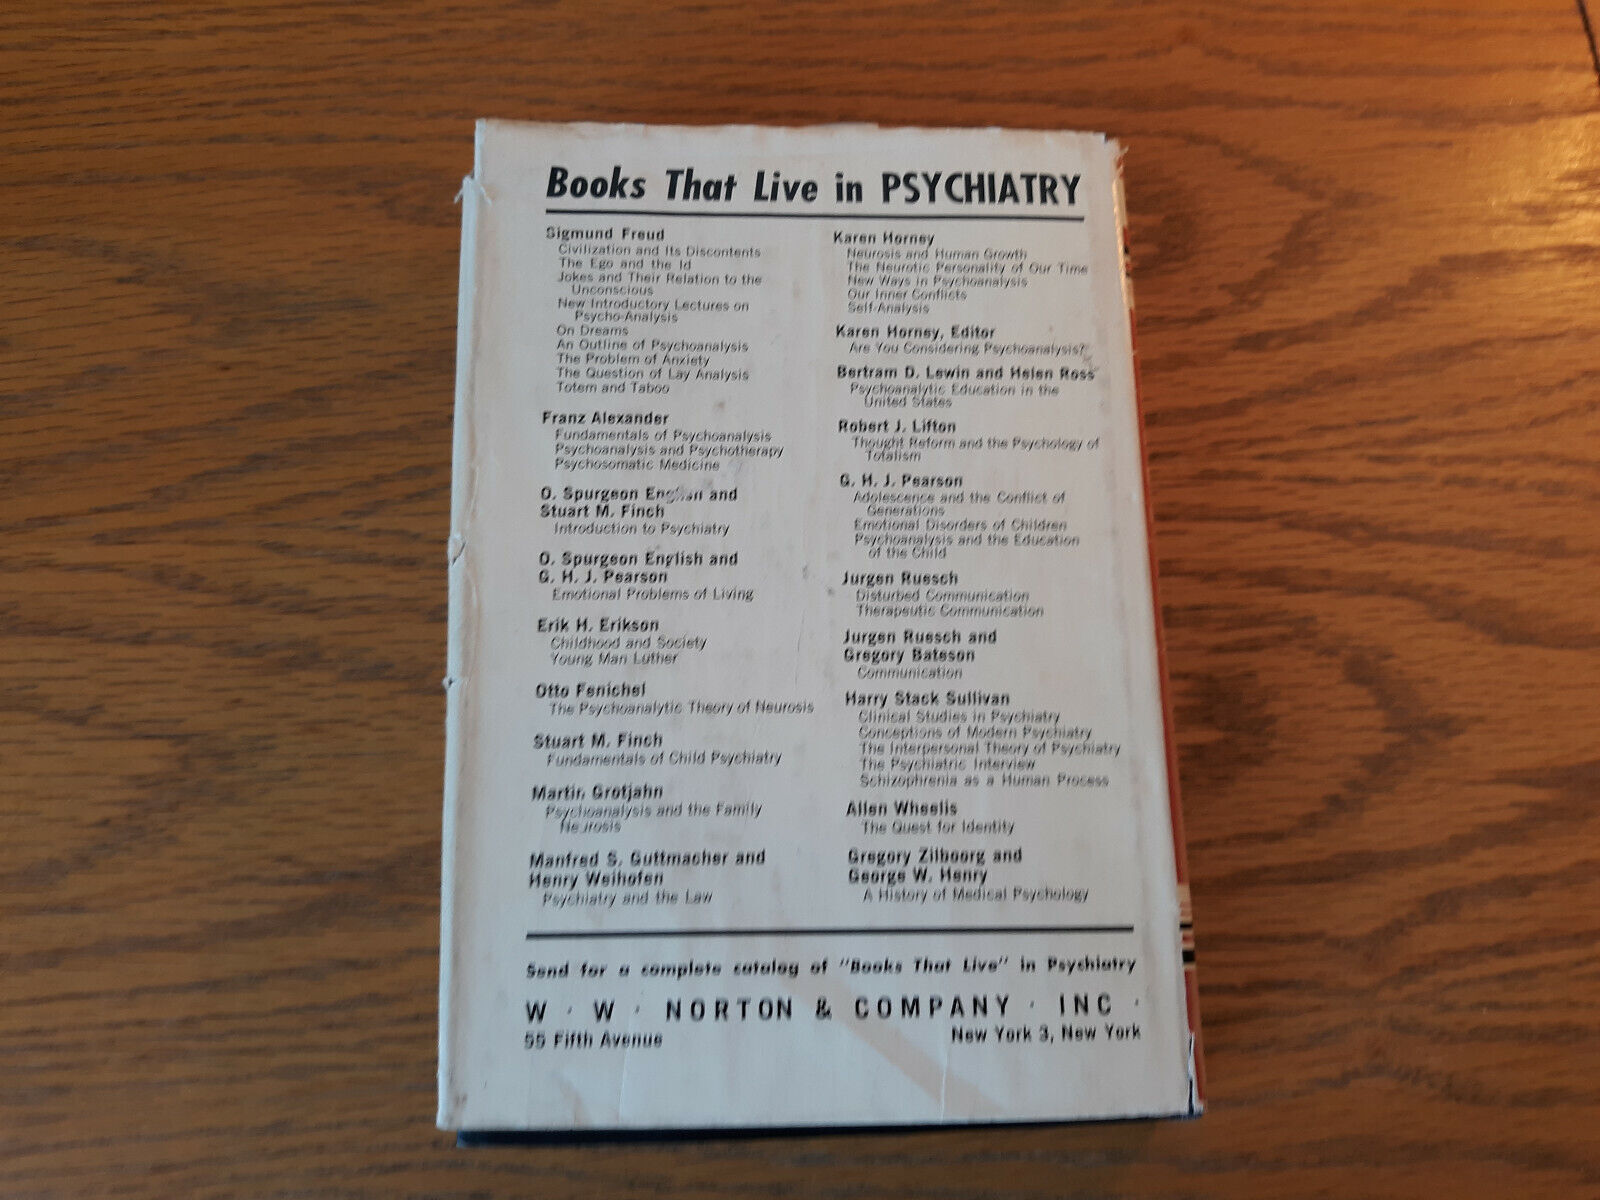 Books That Live in PSYCHIATRY
Sigmund Freud
Civilization and Its Discontents
The Ego and the Id
Jokes and Their Relation to the
Unconscious
New Introductory Lectures on
Psycho-Analysis
On Dreams
An Outline of Psychoanalysis
The Problem of Anxiety
The Question of Lay Analysis
Totem and Taboo
Franz Alexander
Fundamentals of Psychoanalysis
Psychoanalysis and Psychotherapy
Psychosomatic Medicine
O. Spurgeon English and
Stuart M. Finch
Introduction to Psychiatry
O. Spurgeon English and
G. H. J. Pearson
Emotional Problems of Living
Erik H. Erikson
Childhood and Society
Young Man Luther
Otto Fenichel
The Psychoanalytic Theory of Neurosis
Stuart M. Finch
Fundamentals of Child Psychiatry
Martin Grotjahn
Psychoanalysis and the Family
Neurosis
Manfred S. Guttmacher and
Henry Weihofen
Psychiatry and the Law
Karen Horney
Neurosis and Human Growth
The Neurotic Personality of Our Time
New Ways in Psychoanalysis
Our Inner Conflicts
Self-Analysis
Karen Horney, Editor
Are You Considering Psychoanalysis?
Bertram D. Lewin and Helen Ross
Psychoanalytic Education in the
United States
Robert J. Lifton
Thought Reform and the Psychology of
Totalism
G. H. J. Pearson
Adolescence and the Conflict of
Generations
Emotional Disorders of Children
Psychoanalysis and the Education
of the Child
Jurgen Ruesch
Disturbed Communication
Therapeutic Communication
Jurgen Ruesch and
Gregory Bateson
Communication
Harry Stack Sullivan
Clinical Studies in Psychiatry
Conceptions of Modern Psychiatry
The Interpersonal Theory of Psychiatry
The Psychiatric Interview
Schizophrenia as a Human Process
Allen Wheelis
The Quest for Identity
Gregory Zilboorg and
George W. Henry
A History of Medical Psychology
Send for a complete catalog of "Books That Live" in Psychiatry
W · W · NORTON & COMPANY · INC ·
55 Fifth Avenue New York 3, New York